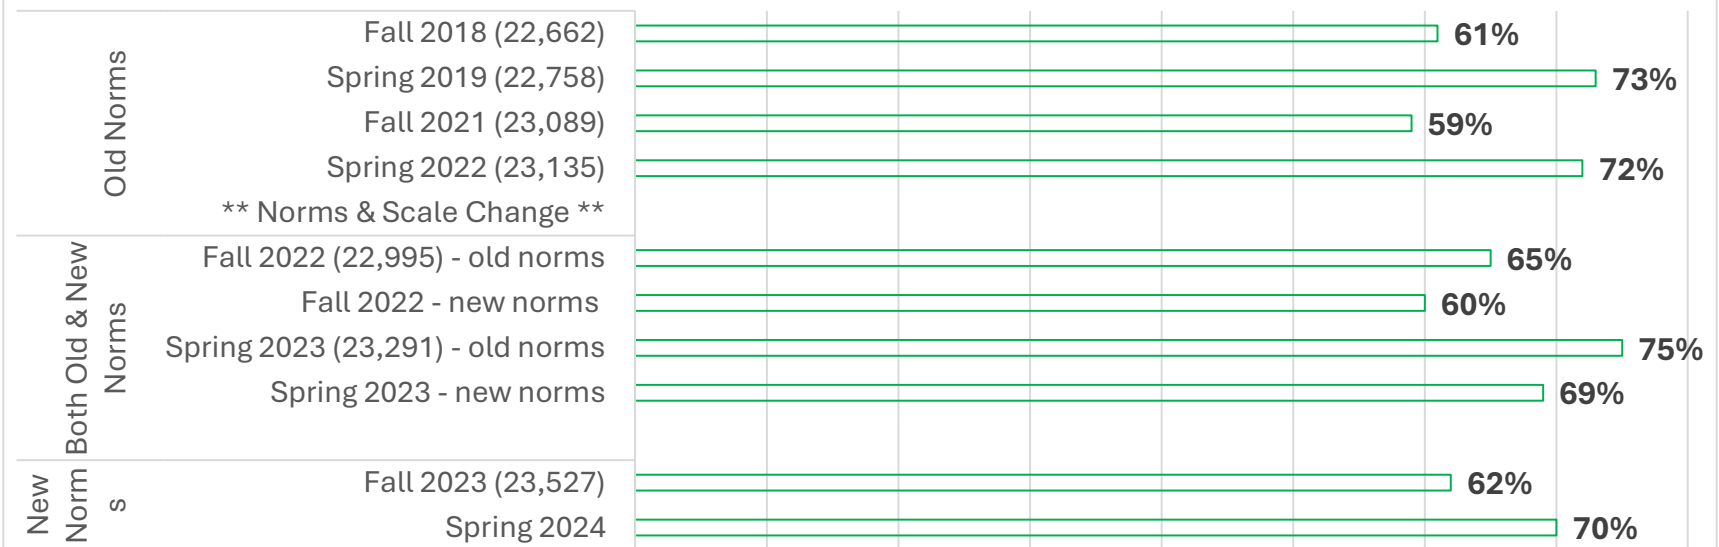 Old Norms
Fall 2018 (22,662) 61%
Spring 2019 (22,758) 73%
Fall 2021 (23,089) 59%
Spring 2022 (23,135) 72%
** Norms & Scale Change **
Both Old & New
Norms
Fall 2022 (22,995) - old norms 65%
Fall 2022 - new norms 60%
Spring 2023 (23,291) - old norms 75%
Spring 2023 - new norms 69%
New
Norm
s
Fall 2023 (23,527) 62%
Spring 2024 70%